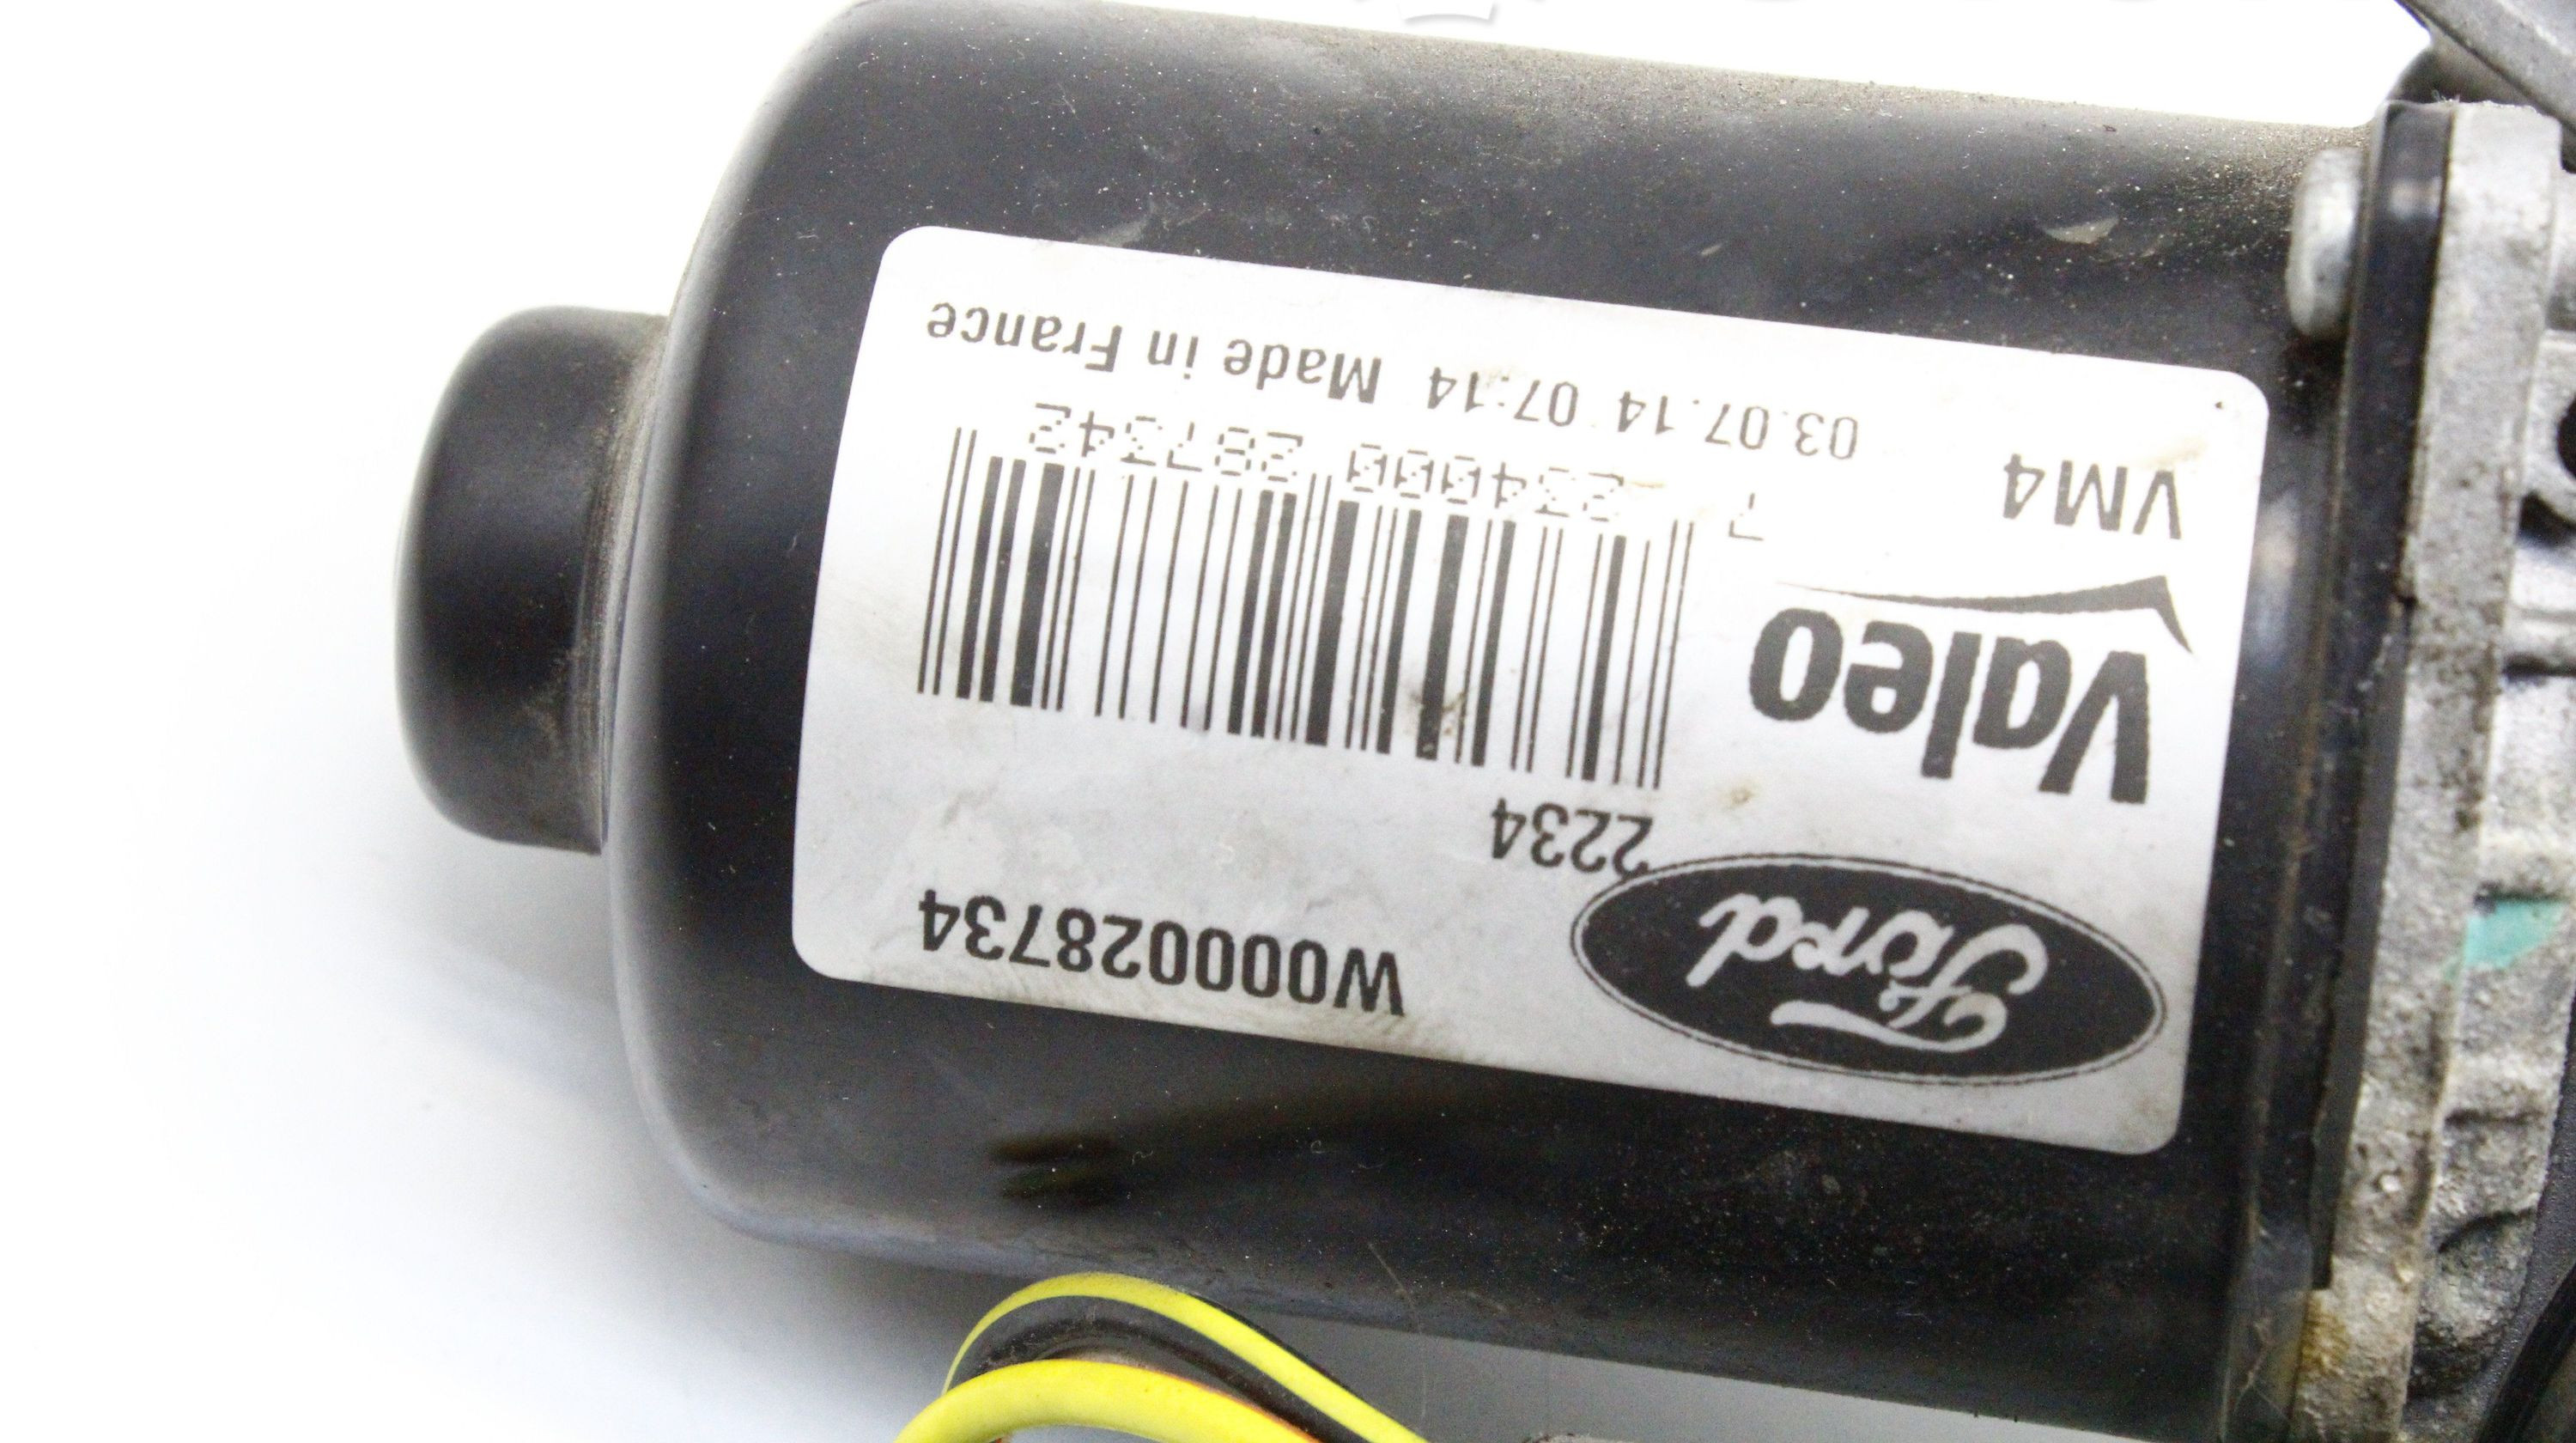 Ford
W000028734
2234
Valeo
7 234000 287342
VM4
03.07.14 07:14 Made in France